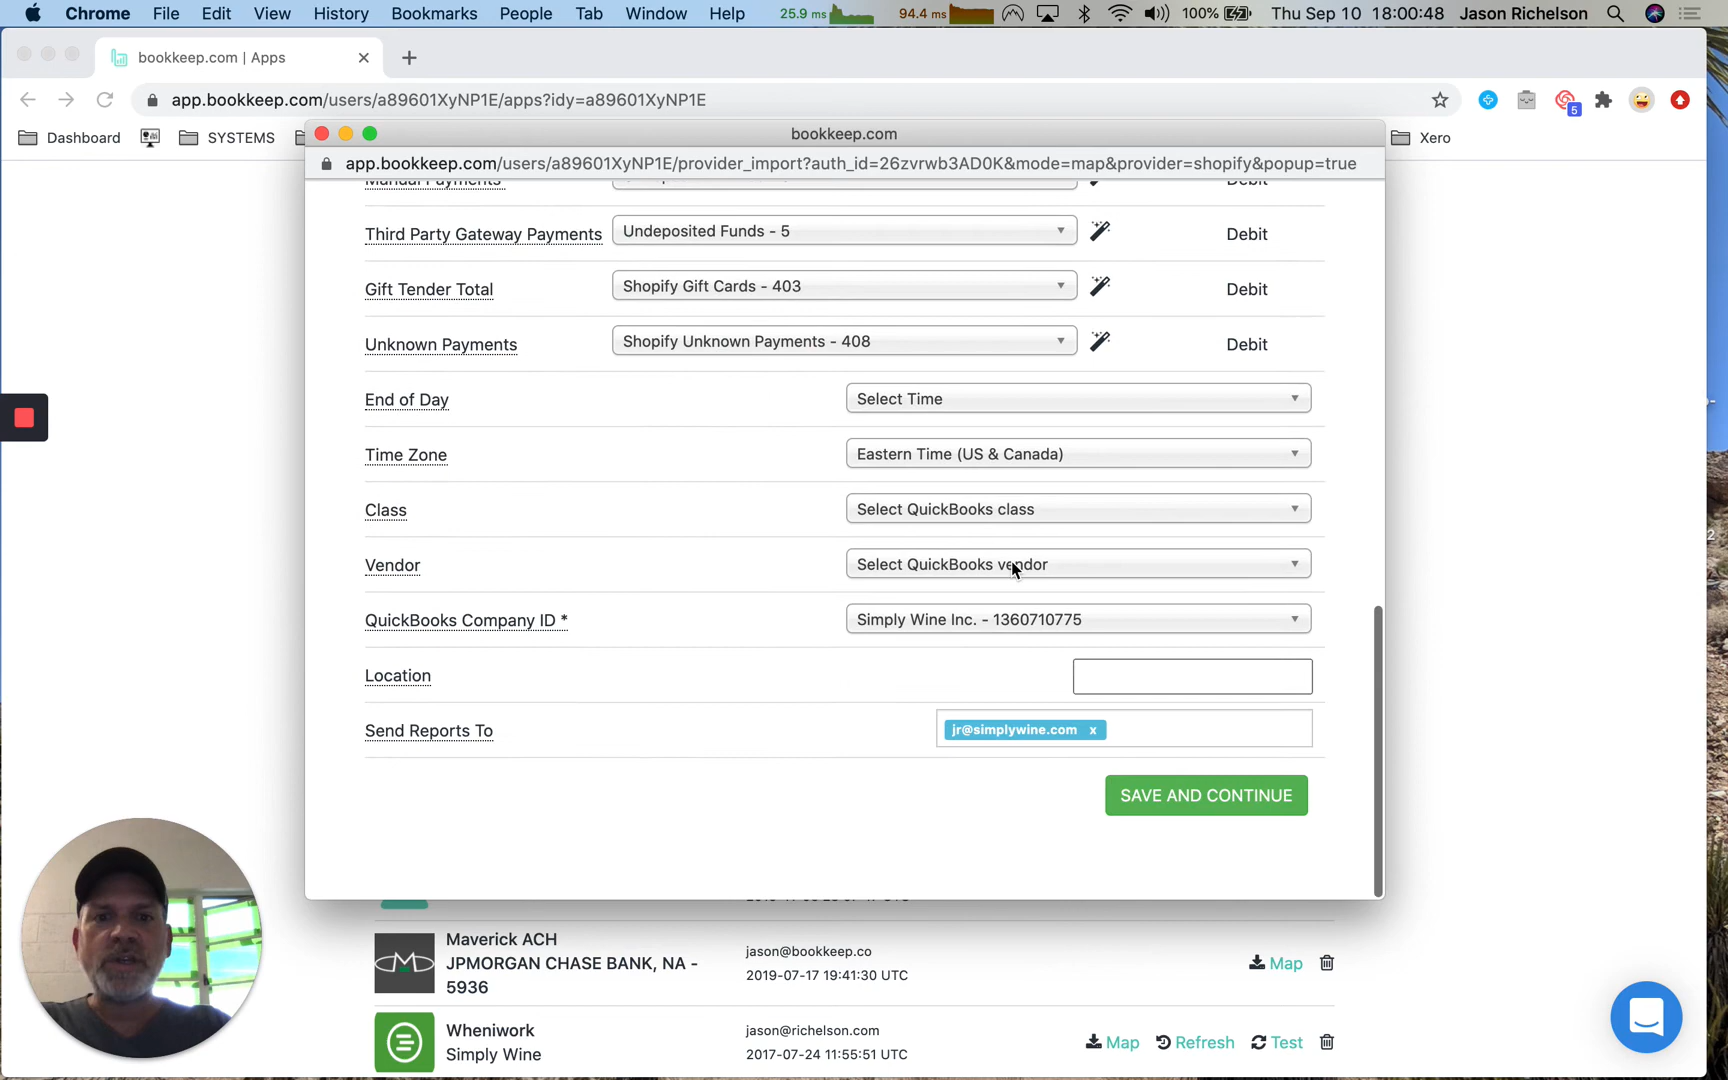 Chrome File Edit View History Bookmarks People Tab Window Help 25.9 ms 94.4 ms 100% Thu Sep 10 18:00:48 Jason Richelson
bookkeep.com | Apps
app.bookkeep.com/users/a89601XyNP1E/apps?idy=a89601XyNP1E
5
Dashboard SYSTEMS Xero
bookkeep.com
app.bookkeep.com/users/a89601XyNP1E/provider_import?auth_id=26zvrwb3AD0K&mode=map&provider=shopify&popup=true
Manual Payments Debit
Third Party Gateway Payments Undeposited Funds - 5 Debit
Gift Tender Total Shopify Gift Cards - 403 Debit
Unknown Payments Shopify Unknown Payments - 408 Debit
End of Day Select Time
Time Zone Eastern Time (US & Canada)
Class Select QuickBooks class
Vendor Select QuickBooks vendor
QuickBooks Company ID * Simply Wine Inc. - 1360710775
Location
Send Reports To jr@simplywine.com x
SAVE AND CONTINUE
Maverick ACH
JPMORGAN CHASE BANK, NA -
5936
jason@bookkeep.co
2019-07-17 19:41:30 UTC
Map
Wheniwork
Simply Wine
jason@richelson.com
2017-07-24 11:55:51 UTC
Map Refresh Test